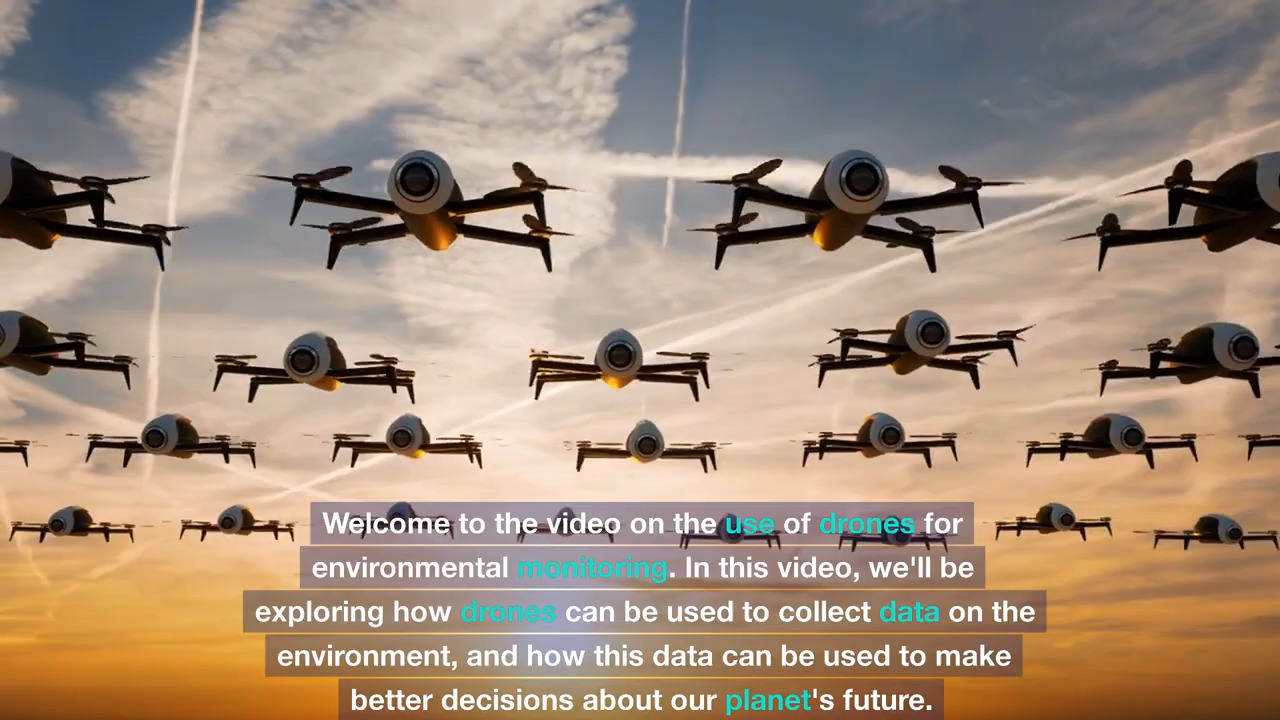 Welcome to the video on the use of drones for
environmental monitoring. In this video, we'll be
exploring how drones can be used to collect data on the
environment, and how this data can be used to make
better decisions about our planet's future.